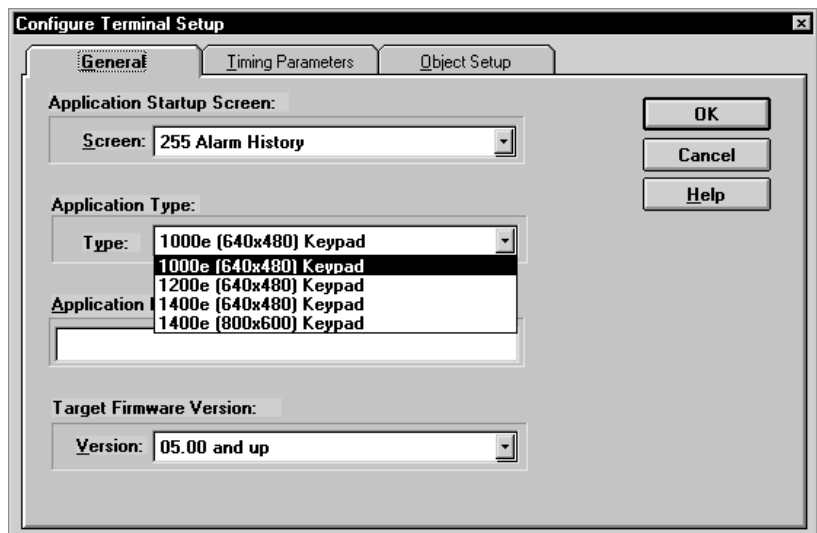 Configure Terminal Setup
General
Timing Parameters
Object Setup
Application Startup Screen:
Screen: 255 Alarm History
OK
Cancel
Help
Application Type:
Type: 1000e (640x480) Keypad
1000e (640x480) Keypad
1200e (640x480) Keypad
1400e (640x480) Keypad
1400e (800x600) Keypad
Application
Target Firmware Version:
Version: 05.00 and up